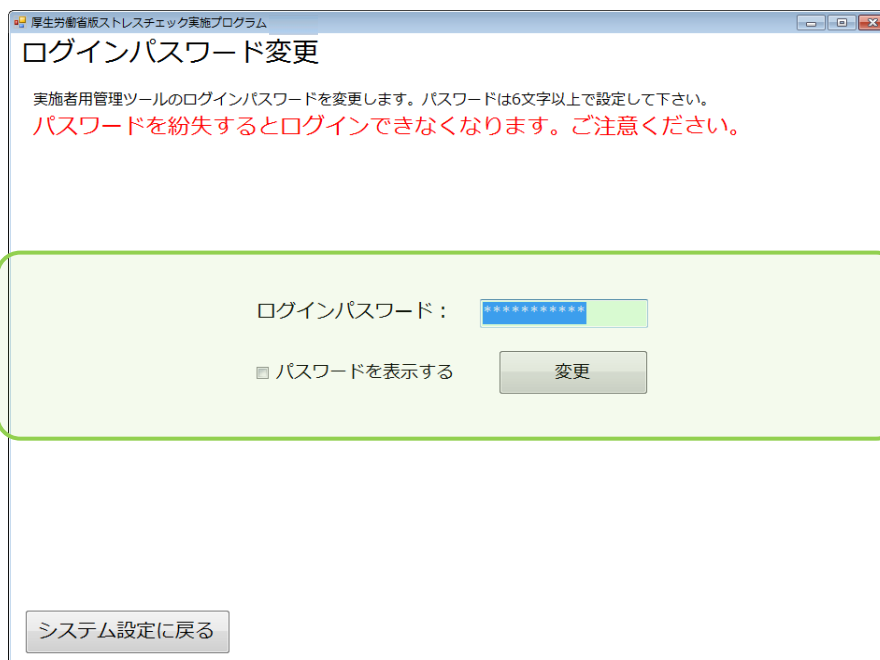 厚生労働省版ストレスチェック実施プログラム
ログインパスワード変更
実施者用管理ツールのログインパスワードを変更します。パスワードは6文字以上で設定して下さい。
パスワードを紛失するとログインできなくなります。ご注意ください。
ログインパスワード： ***********
パスワードを表示する 変更
システム設定に戻る